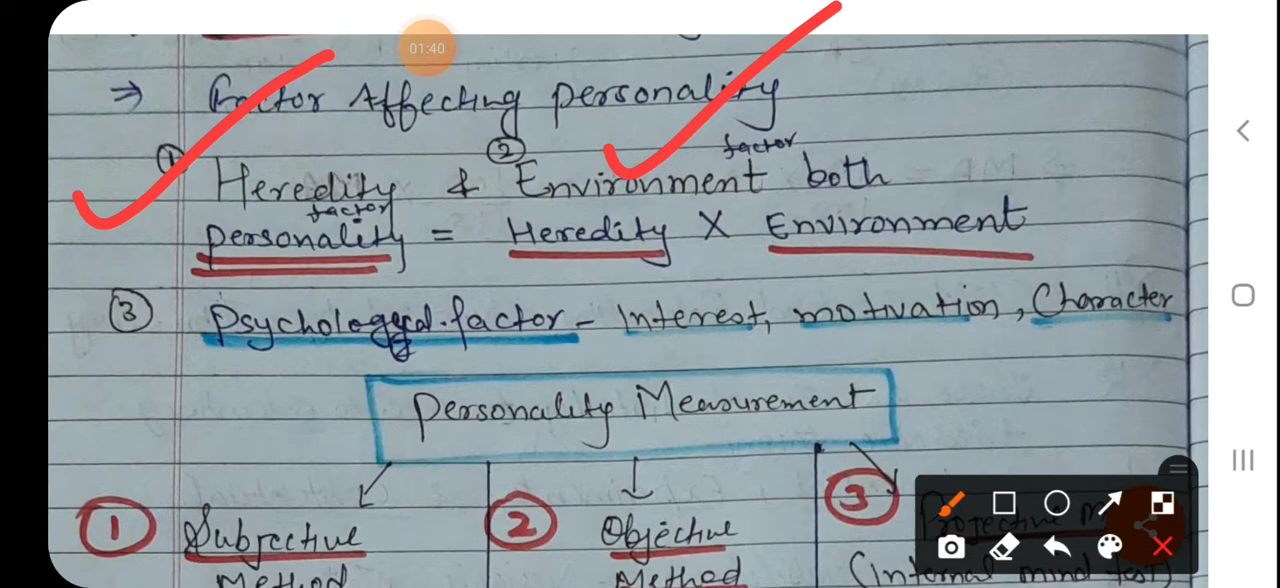 01:40
⇒ Factor Affecting personality
① ② factor
Heredity & Environment both
factor
personality = Heredity X Environment
③ Psychological factor - Interest, motivation, Character
Personality Measurement
① Subjective ② Objective ③ Projective
Method Method (internal mind test)